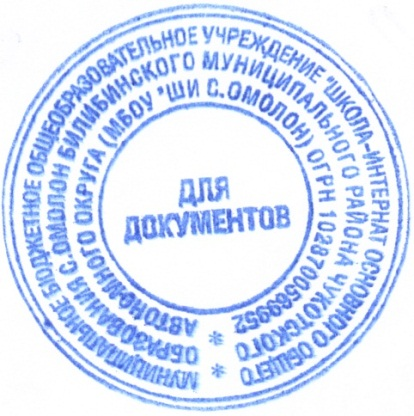 МУНИЦИПАЛЬНОЕ БЮДЖЕТНОЕ ОБЩЕОБРАЗОВАТЕЛЬНОЕ УЧРЕЖДЕНИЕ "ШКОЛА-ИНТЕРНАТ ОСНОВНОГО ОБЩЕГО
ОБРАЗОВАНИЯ С.ОМОЛОН БИЛИБИНСКОГО МУНИЦИПАЛЬНОГО РАЙОНА ЧУКОТСКОГО *
АВТОНОМНОГО ОКРУГА (МБОУ "ШИ С.ОМОЛОН) ОГРН 1028700569952 *
ДЛЯ
ДОКУМЕНТОВ